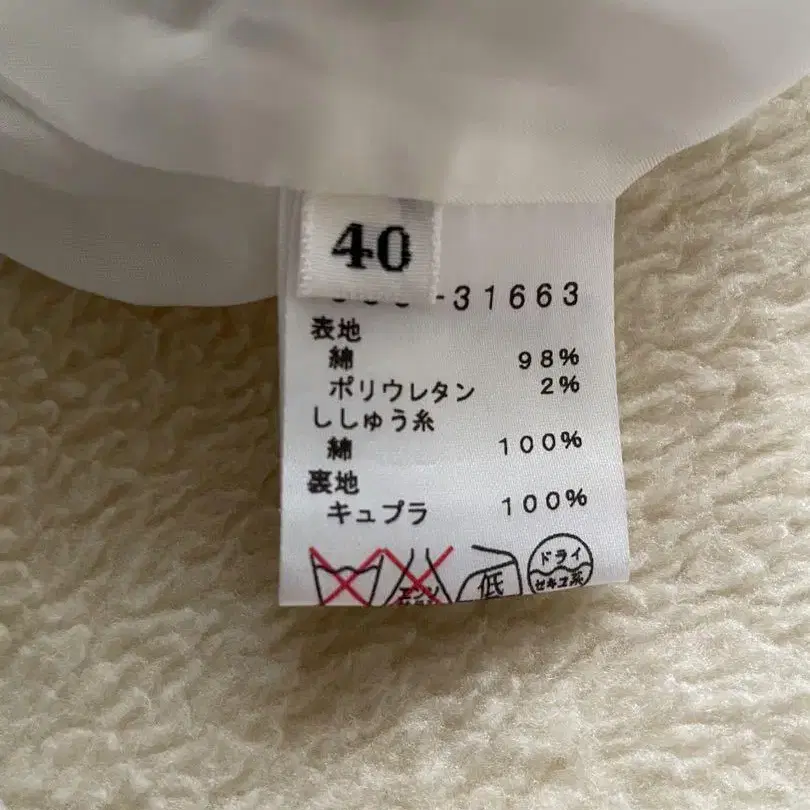 40
-31663
表地
綿 98%
ポリウレタン 2%
ししゅう糸
綿 100%
裏地
キュプラ 100%
低
ドライ
セキユ系